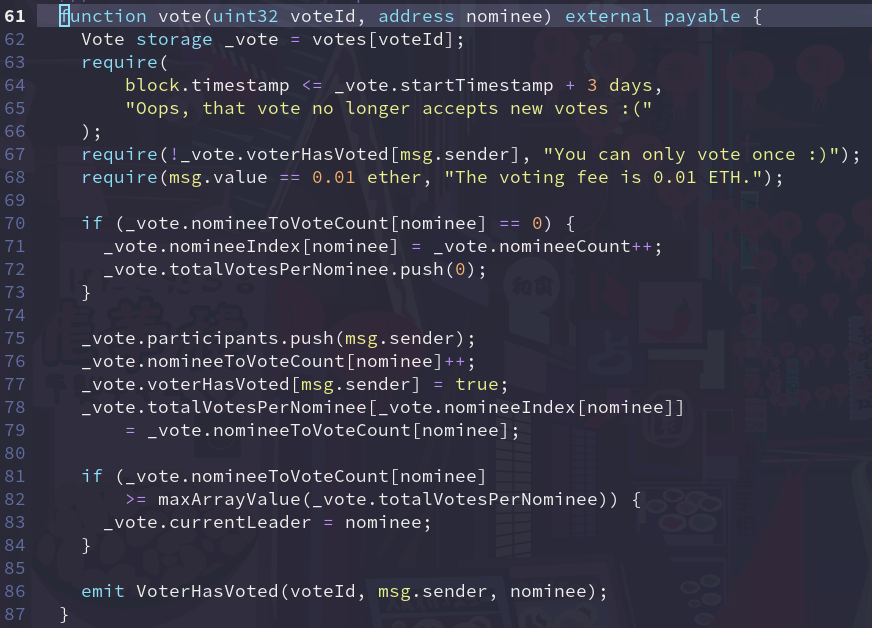 61 function vote(uint32 voteId, address nominee) external payable {
62 Vote storage _vote = votes[voteId];
63 require(
64 block.timestamp <= _vote.startTimestamp + 3 days,
65 "Oops, that vote no longer accepts new votes :("
66 );
67 require(!_vote.voterHasVoted[msg.sender], "You can only vote once :)");
68 require(msg.value == 0.01 ether, "The voting fee is 0.01 ETH.");
69
70 if (_vote.nomineeToVoteCount[nominee] == 0) {
71 _vote.nomineeIndex[nominee] = _vote.nomineeCount++;
72 _vote.totalVotesPerNominee.push(0);
73 }
74
75 _vote.participants.push(msg.sender);
76 _vote.nomineeToVoteCount[nominee]++;
77 _vote.voterHasVoted[msg.sender] = true;
78 _vote.totalVotesPerNominee[_vote.nomineeIndex[nominee]]
79 = _vote.nomineeToVoteCount[nominee];
80
81 if (_vote.nomineeToVoteCount[nominee]
82 >= maxArrayValue(_vote.totalVotesPerNominee)) {
83 _vote.currentLeader = nominee;
84 }
85
86 emit VoterHasVoted(voteId, msg.sender, nominee);
87 }